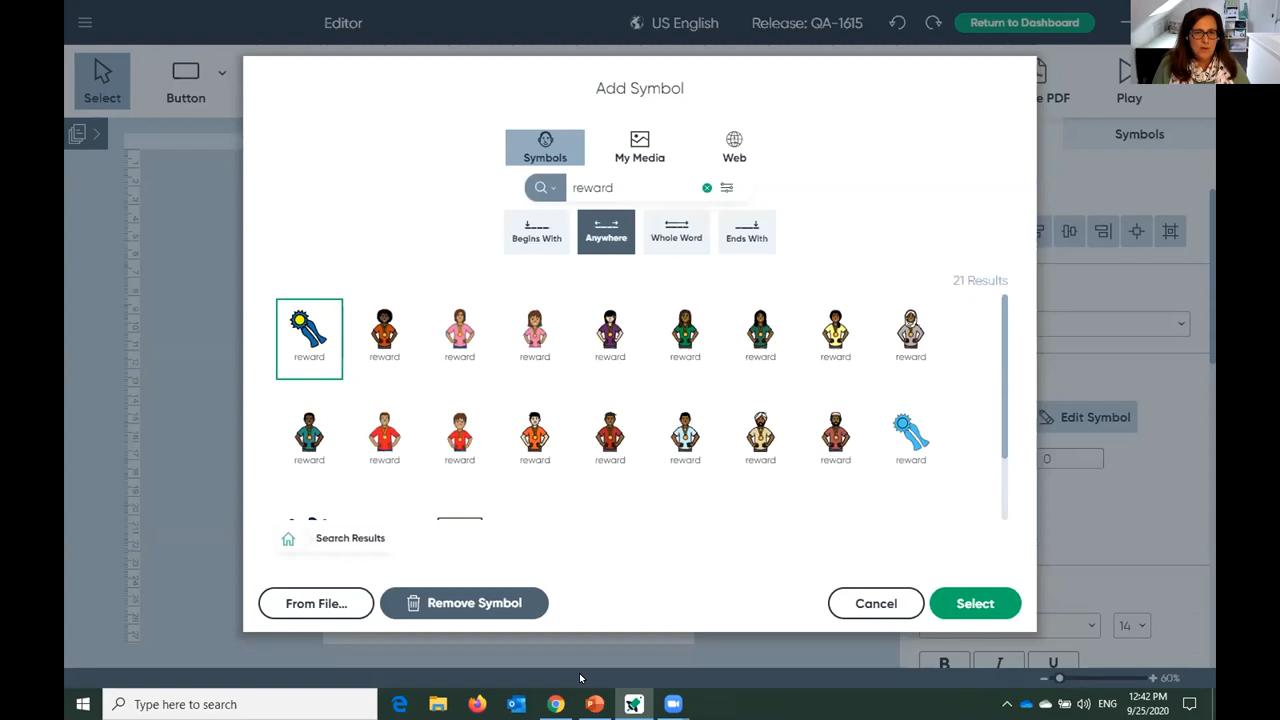 Editor
US English
Release: QA-1615
Return to Dashboard
Select
Button
PDF
Play
Symbols
Add Symbol
Symbols
My Media
Web
reward
Begins With
Anywhere
Whole Word
Ends With
21 Results
reward reward reward reward reward reward reward reward reward
reward reward reward reward reward reward reward reward reward
Edit Symbol
0
Search Results
From File...
Remove Symbol
Cancel
Select
14
B I U
60%
Type here to search
ENG
12:42 PM
9/25/2020